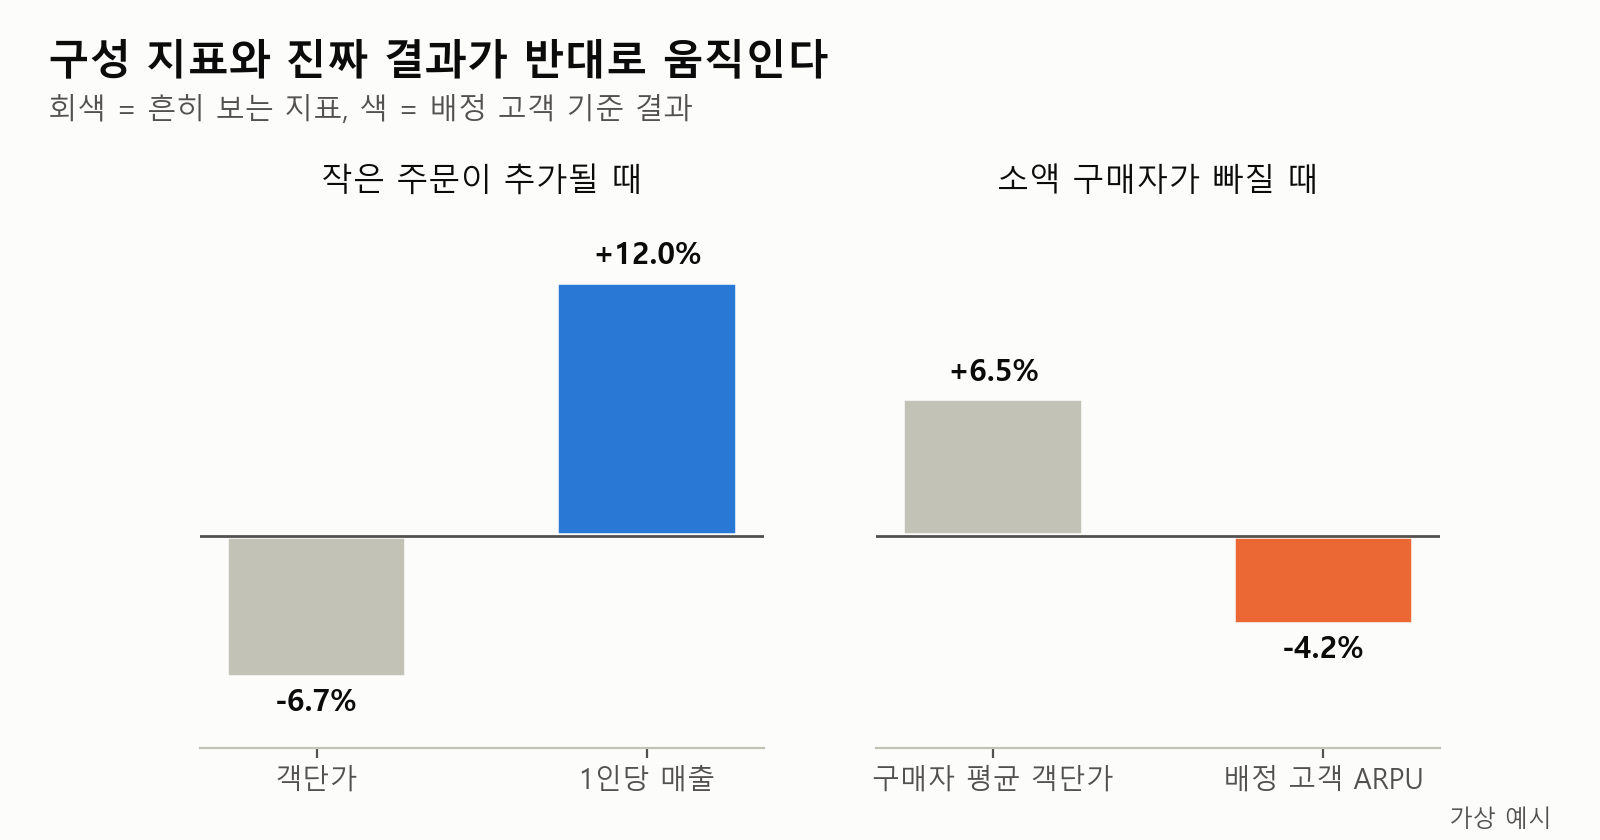 구성 지표와 진짜 결과가 반대로 움직인다
회색 = 흔히 보는 지표, 색 = 배정 고객 기준 결과
작은 주문이 추가될 때
+12.0%
-6.7%
객단가
1인당 매출
소액 구매자가 빠질 때
+6.5%
-4.2%
구매자 평균 객단가
배정 고객 ARPU
가상 예시